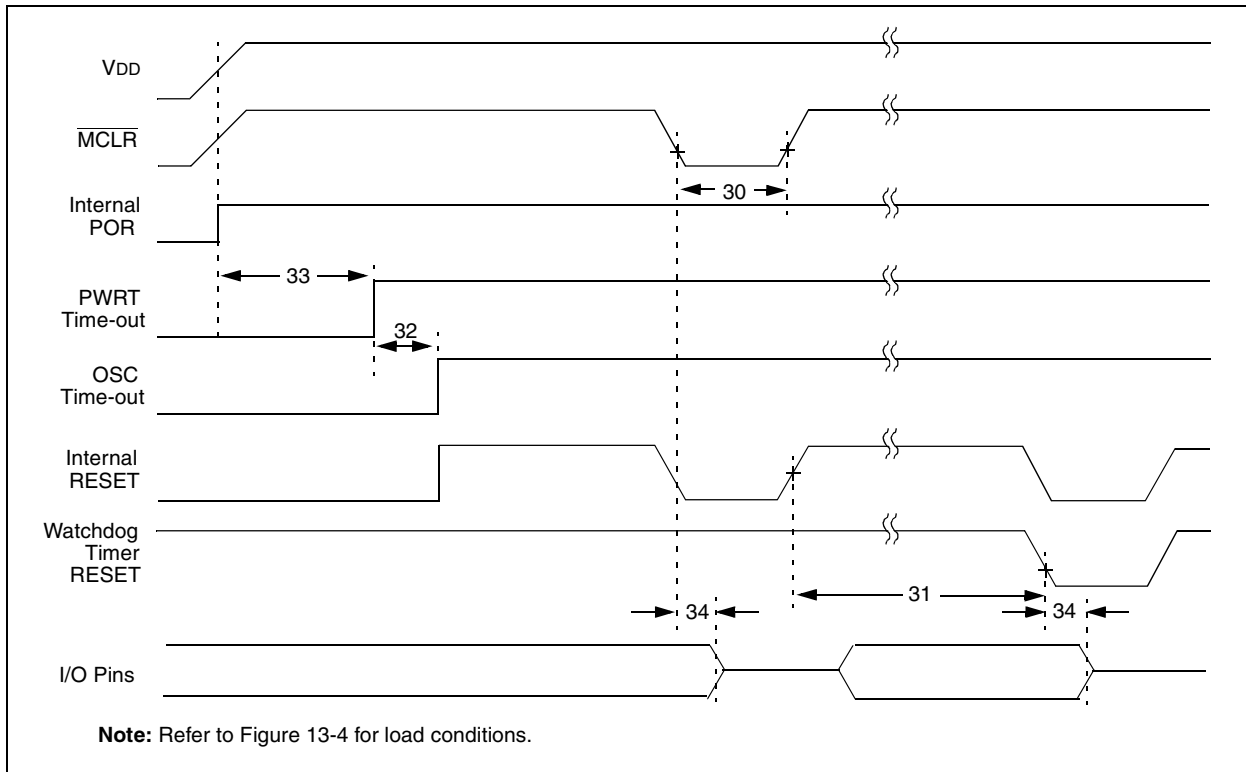 VDD
MCLR
30
Internal
POR
33
PWRT
Time-out
32
OSC
Time-out
Internal
RESET
Watchdog
Timer
RESET
31
34
34
I/O Pins
Note: Refer to Figure 13-4 for load conditions.